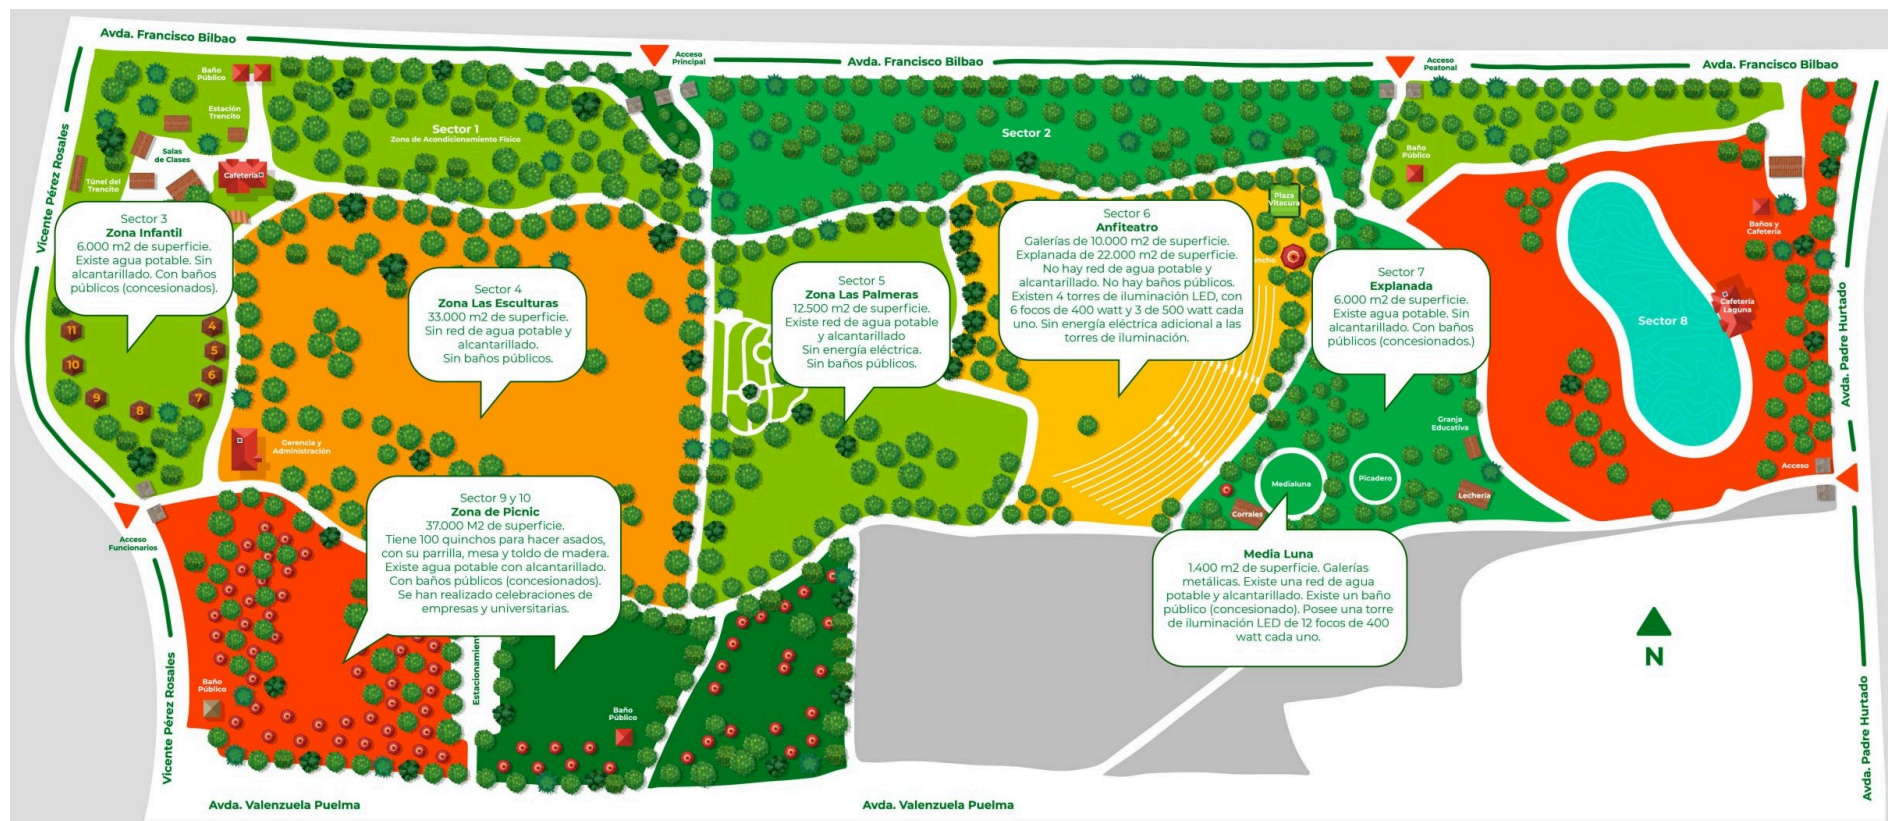 Avda. Francisco Bilbao
Acceso
Principal
Avda. Francisco Bilbao
Acceso
Peatonal
Avda. Francisco Bilbao
Vicente Pérez Rosales
Baño
Público
Estación
Trencito
Salas
de Clases
Túnel del
Trencito
Cafetería
Sector 1
Zona de Acondicionamiento Físico
Sector 2
Baño
Público
Plaza
Vitacura
Baños y
Cafetería
Cafetería
Laguna
Sector 8
Avda. Padre Hurtado
Sector 3
Zona Infantil
6.000 m2 de superficie.
Existe agua potable. Sin
alcantarillado. Con baños
públicos (concesionados).
11
10
9
8
7
6
5
4
Sector 4
Zona Las Esculturas
33.000 m2 de superficie.
Sin red de agua potable y
alcantarillado.
Sin baños públicos.
Sector 5
Zona Las Palmeras
12.500 m2 de superficie.
Existe red de agua potable
y alcantarillado
Sin energía eléctrica.
Sin baños públicos.
Sector 6
Anfiteatro
Galerías de 10.000 m2 de superficie.
Explanada de 22.000 m2 de superficie.
No hay red de agua potable y
alcantarillado. No hay baños públicos.
Existen 4 torres de iluminación LED, con
6 focos de 400 watt y 3 de 500 watt cada
uno. Sin energía eléctrica adicional a las
torres de iluminación.
Sector 7
Explanada
6.000 m2 de superficie.
Existe agua potable. Sin
alcantarillado. Con baños
públicos (concesionados.)
Granja
Educativa
Medialuna
Picadero
Lechería
Corrales
Acceso
Gerencia y
Administración
Acceso
Funcionarios
Sector 9 y 10
Zona de Picnic
37.000 M2 de superficie.
Tiene 100 quinchos para hacer asados,
con su parrilla, mesa y toldo de madera.
Existe agua potable con alcantarillado.
Con baños públicos (concesionados).
Se han realizado celebraciones de
empresas y universitarias.
Media Luna
1.400 m2 de superficie. Galerías
metálicas. Existe una red de agua
potable y alcantarillado. Existe un baño
público (concesionado). Posee una torre
de iluminación LED de 12 focos de 400
watt cada uno.
N
Vicente Pérez Rosales
Baño
Público
Baño
Público
Avda. Padre Hurtado
Avda. Valenzuela Puelma
Avda. Valenzuela Puelma